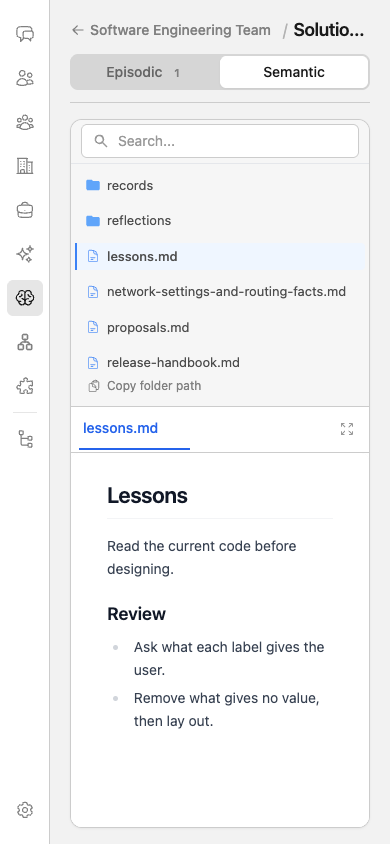 ← Software Engineering Team / Solutio...
Episodic 1 Semantic
Search...
records
reflections
lessons.md
network-settings-and-routing-facts.md
proposals.md
release-handbook.md
Copy folder path
lessons.md
Lessons
Read the current code before
designing.
Review
• Ask what each label gives the
user.
• Remove what gives no value,
then lay out.